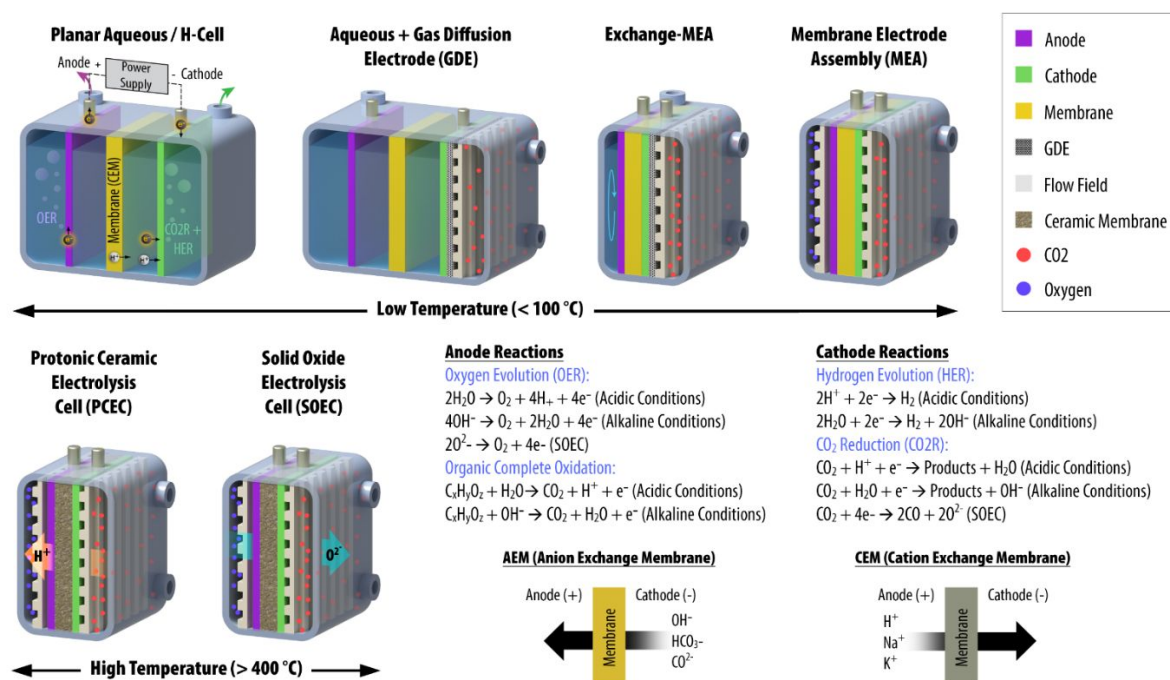 Planar Aqueous / H-Cell
Anode +
Power
Supply
- Cathode
e⁻
e⁻
OER
Membrane (CEM)
CO2R +
HER
e⁻
e⁻
H⁺
H⁺
Aqueous + Gas Diffusion
Electrode (GDE)
Exchange-MEA
Membrane Electrode
Assembly (MEA)
Anode
Cathode
Membrane
GDE
Flow Field
Ceramic Membrane
CO2
Oxygen
Low Temperature (< 100 °C)
Protonic Ceramic
Electrolysis
Cell (PCEC)
H⁺
Solid Oxide
Electrolysis
Cell (SOEC)
O²⁻
High Temperature (> 400 °C)
Anode Reactions
Oxygen Evolution (OER):
2H₂O → O₂ + 4H₊ + 4e⁻ (Acidic Conditions)
4OH⁻ → O₂ + 2H₂O + 4e⁻ (Alkaline Conditions)
2O²- → O₂ + 4e- (SOEC)
Organic Complete Oxidation:
CₓHᵧO_z + H₂O → CO₂ + H⁺ + e⁻ (Acidic Conditions)
CₓHᵧO_z + OH⁻ → CO₂ + H₂O + e⁻ (Alkaline Conditions)
Cathode Reactions
Hydrogen Evolution (HER):
2H⁺ + 2e⁻ → H₂ (Acidic Conditions)
2H₂O + 2e⁻ → H₂ + 2OH⁻ (Alkaline Conditions)
CO₂ Reduction (CO2R):
CO₂ + H⁺ + e⁻ → Products + H₂O (Acidic Conditions)
CO₂ + H₂O + e⁻ → Products + OH⁻ (Alkaline Conditions)
CO₂ + 4e- → 2CO + 2O²⁻ (SOEC)
AEM (Anion Exchange Membrane)
Anode (+)
Membrane
Cathode (-)
OH⁻
HCO₃-
CO²⁻
CEM (Cation Exchange Membrane)
Anode (+)
H⁺
Na⁺
K⁺
Membrane
Cathode (-)